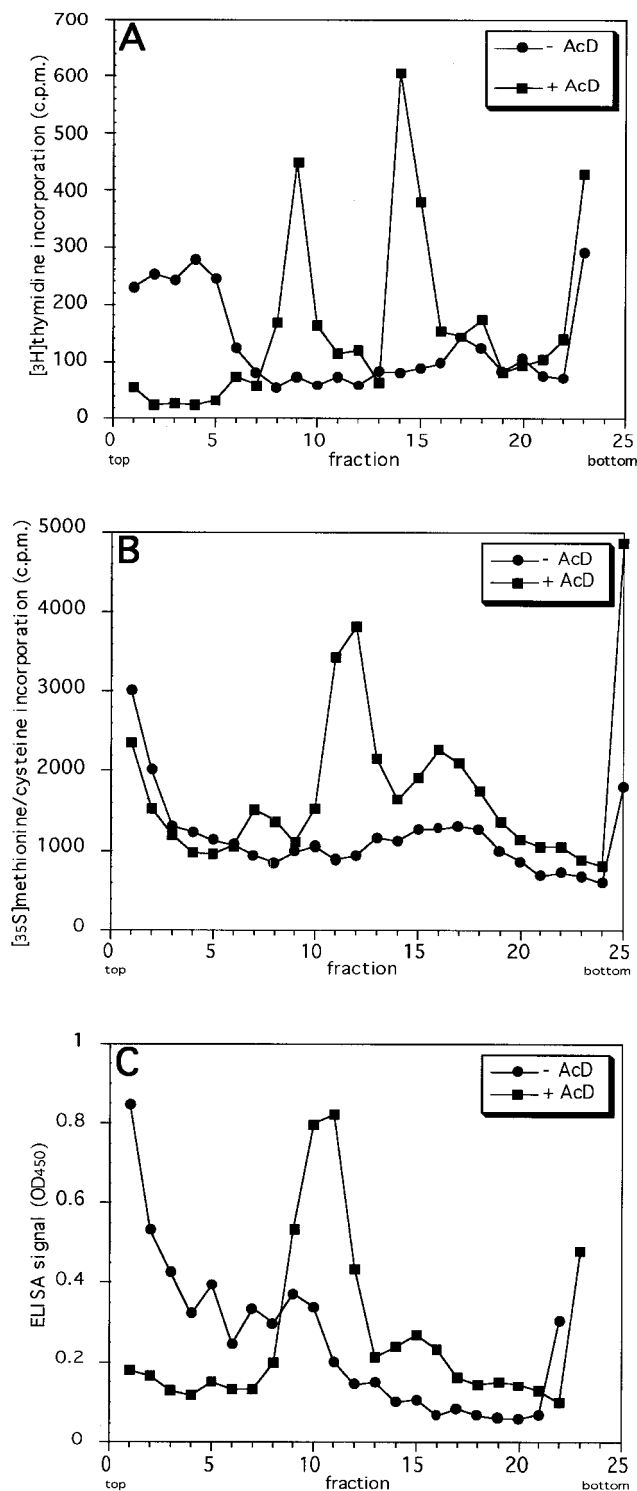 A
700
600
500
400
300
200
100
0
[3H]thymidine incorporation (c.p.m.)
- AcD
+ AcD
0 5 10 15 20 25
top fraction bottom
B
5000
4000
3000
2000
1000
0
[35S]methionine/cysteine incorporation (c.p.m.)
- AcD
+ AcD
0 5 10 15 20 25
top fraction bottom
C
1
0.8
0.6
0.4
0.2
0
ELISA signal (OD450)
- AcD
+ AcD
0 5 10 15 20 25
top fraction bottom